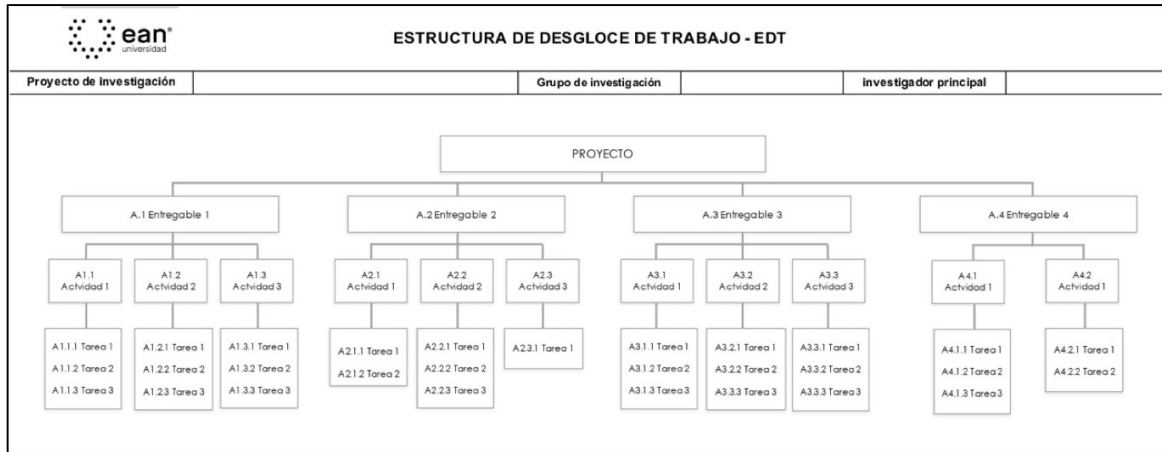 ean®
universidad
ESTRUCTURA DE DESGLOCE DE TRABAJO - EDT
Proyecto de investigación
Grupo de investigación
investigador principal
PROYECTO
A.1 Entregable 1
A.2 Entregable 2
A.3 Entregable 3
A.4 Entregable 4
A1.1
Actvidad 1
A1.2
Actvidad 2
A1.3
Actvidad 3
A2.1
Actvidad 1
A2.2
Actvidad 2
A2.3
Actvidad 3
A3.1
Actvidad 1
A3.2
Actvidad 2
A3.3
Actvidad 3
A4.1
Actvidad 1
A4.2
Actvidad 1
A1.1.1 Tarea 1
A1.1.2 Tarea 2
A1.1.3 Tarea 3
A1.2.1 Tarea 1
A1.2.2 Tarea 2
A1.2.3 Tarea 3
A1.3.1 Tarea 1
A1.3.2 Tarea 2
A1.3.3 Tarea 3
A2.1.1 Tarea 1
A2.1.2 Tarea 2
A2.2.1 Tarea 1
A2.2.2 Tarea 2
A2.2.3 Tarea 3
A2.3.1 Tarea 1
A3.1.1 Tarea 1
A3.1.2 Tarea 2
A3.1.3 Tarea 3
A3.2.1 Tarea 1
A3.2.2 Tarea 2
A3.3.3 Tarea 3
A3.3.1 Tarea 1
A3.3.2 Tarea 2
A3.3.3 Tarea 3
A4.1.1 Tarea 1
A4.1.2 Tarea 2
A4.1.3 Tarea 3
A4.2.1 Tarea 1
A4.2.2 Tarea 2